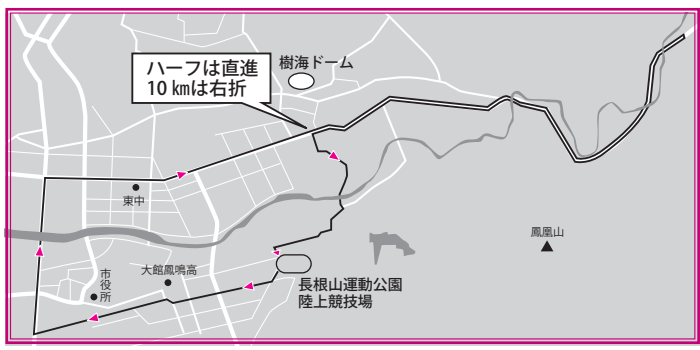 ハーフは直進
10 ㎞は右折
樹海ドーム
東中
鳳凰山
大館鳳鳴高
市役所
長根山運動公園
陸上競技場